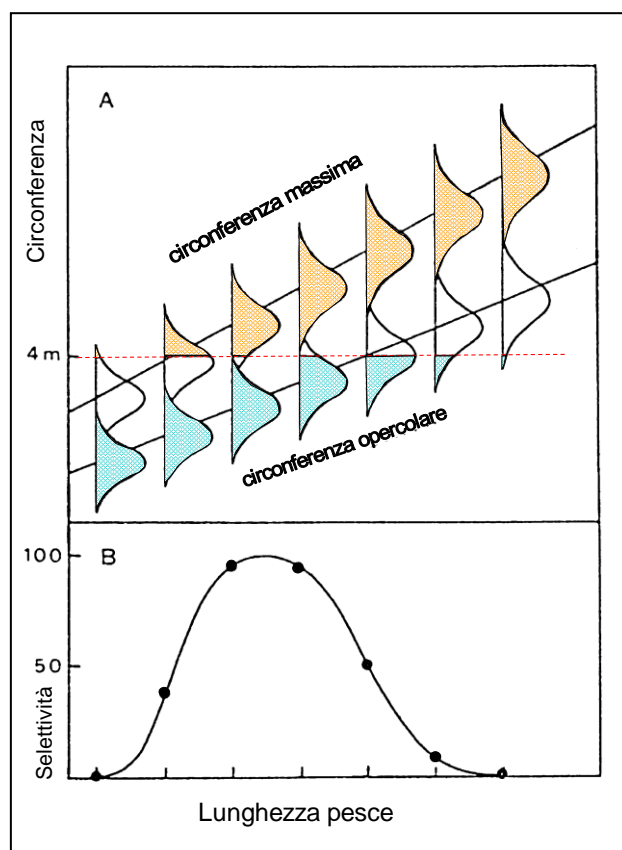 A
Circonferenza
circonferenza massima
4 m
circonferenza opercolare
B
100
50
Selettività
Lunghezza pesce